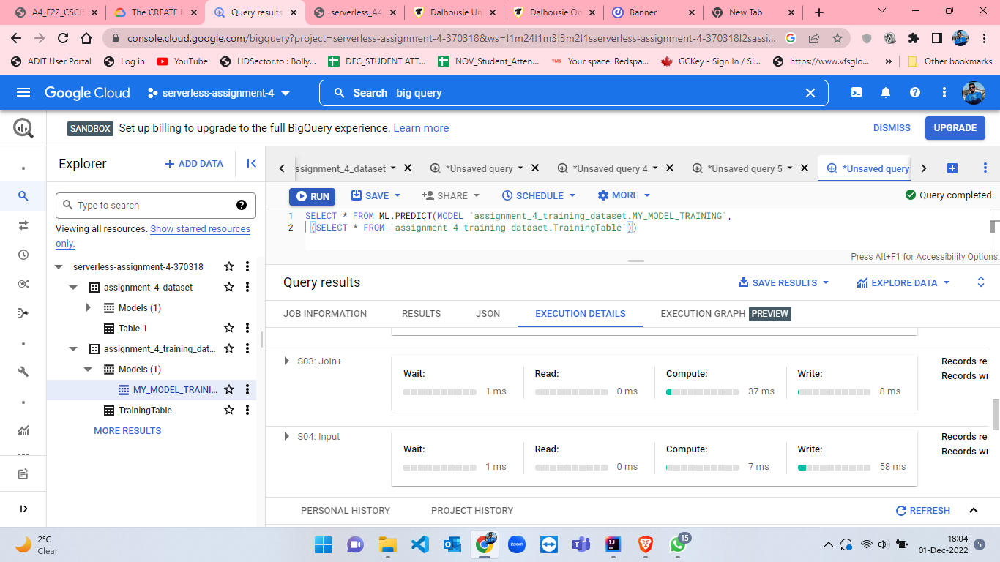 A4_F22_CSCI5
The CREATE M
Query results
serverless_A4
Dalhousie Un
Dalhousie On
Banner
New Tab
console.cloud.google.com/bigquery?project=serverless-assignment-4-370318&ws=!1m24!1m3!3m2!1sserverless-assignment-4-370318!2sassi...
ADIT User Portal
Log in
YouTube
HDSector.to : Bolly...
DEC_STUDENT ATT...
NOV_Student_Atten...
Your space. Redspa...
GCKey - Sign In / Si...
https://www.vfsglo...
»
Other bookmarks
Google Cloud
serverless-assignment-4
Search big query
SANDBOX Set up billing to upgrade to the full BigQuery experience. Learn more
DISMISS
UPGRADE
Explorer
+ ADD DATA
ssignment_4_dataset
*Unsaved query
*Unsaved query 4
*Unsaved query 5
*Unsaved query
RUN
SAVE
SHARE
SCHEDULE
MORE
Query completed.
Type to search
Viewing all resources. Show starred resources
only.
1 SELECT * FROM ML.PREDICT(MODEL `assignment_4_training_dataset.MY_MODEL_TRAINING`,
2 (SELECT * FROM `assignment_4_training_dataset.TrainingTable`))
Press Alt+F1 for Accessibility Options.
serverless-assignment-4-370318
assignment_4_dataset
Models (1)
Table-1
assignment_4_training_dat...
Models (1)
MY_MODEL_TRAINI...
TrainingTable
MORE RESULTS
Query results
SAVE RESULTS
EXPLORE DATA
JOB INFORMATION
RESULTS
JSON
EXECUTION DETAILS
EXECUTION GRAPH PREVIEW
S03: Join+
Wait:
1 ms
Read:
0 ms
Compute:
37 ms
Write:
8 ms
Records rea
Records wr
S04: Input
Wait:
1 ms
Read:
0 ms
Compute:
7 ms
Write:
58 ms
Records rea
Records wr
PERSONAL HISTORY
PROJECT HISTORY
REFRESH
2°C
Clear
zoom
15
18:04
01-Dec-2022
5